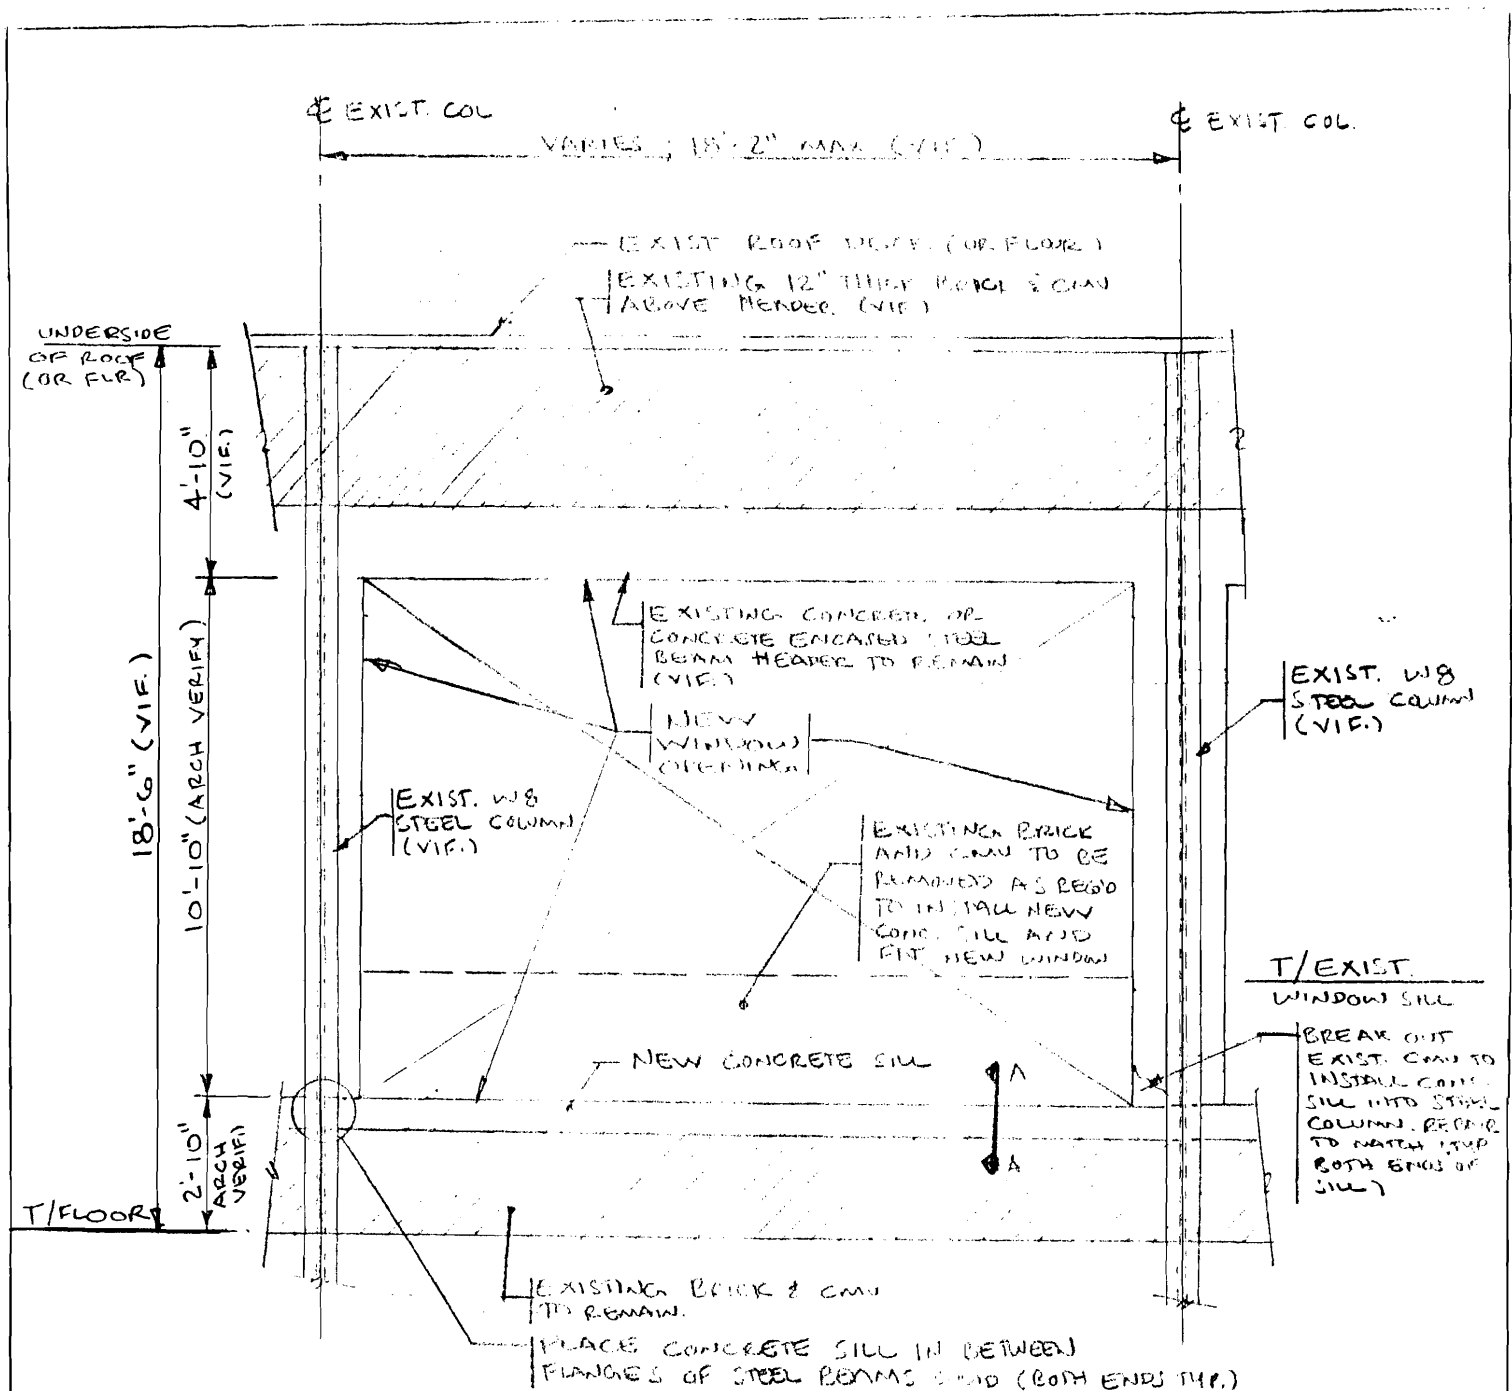 ℄ EXIST. COL
℄ EXIST. COL.
VARIES; 18'-2" MAX (VIF)
EXIST ROOF DECK (OR FLOOR)
EXISTING 12" THICK BRICK & CMU
ABOVE HEADER (VIF)
UNDERSIDE
OF ROOF
(OR FLR)
4'-10"
(VIF.)
10'-10" (ARCH VERIFY)
18'-6" (VIF.)
2'-10"
ARCH
VERIF.)
T/FLOOR
EXISTING CONCRETE OR
CONCRETE ENCASED STEEL
BEAM HEADER TO REMAIN
(VIF.)
NEW
WINDOW
OPENING
EXIST. W8
STEEL COLUMN
(VIF.)
EXIST. W8
STEEL COLUMN
(VIF.)
EXISTING BRICK
AND CMU TO BE
REMOVED AS REQ'D
TO INSTALL NEW
CONC. SILL AND
FIT NEW WINDOW
T/EXIST.
WINDOW SILL
BREAK OUT
EXIST. CMU TO
INSTALL CONC.
SILL INTO STEEL
COLUMN. REPAIR
TO MATCH (TYP
BOTH ENDS OF
SILL)
NEW CONCRETE SILL
A
A
EXISTING BRICK & CMU
TO REMAIN.
PLACE CONCRETE SILL IN BETWEEN
FLANGES OF STEEL BEAMS (BOTH ENDS TYP.)